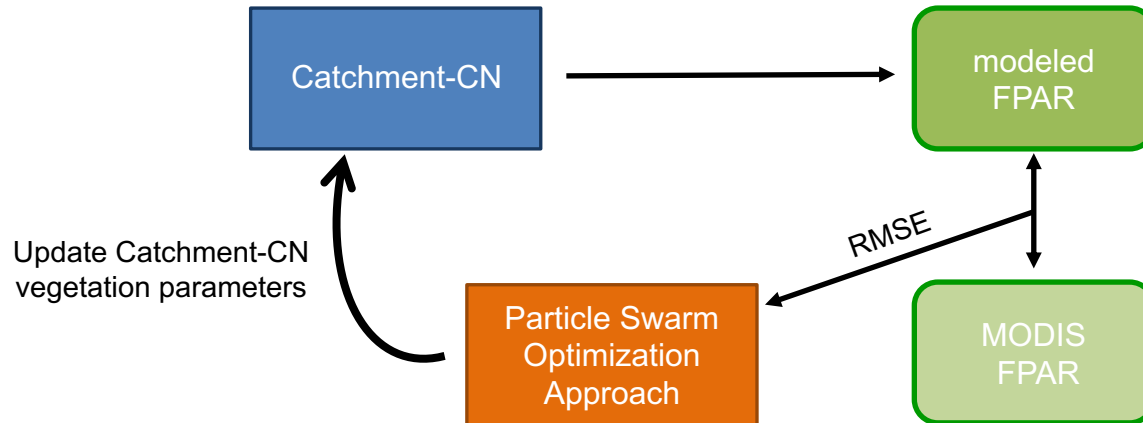 Catchment-CN
modeled
FPAR
RMSE
Update Catchment-CN
vegetation parameters
Particle Swarm
Optimization
Approach
MODIS
FPAR